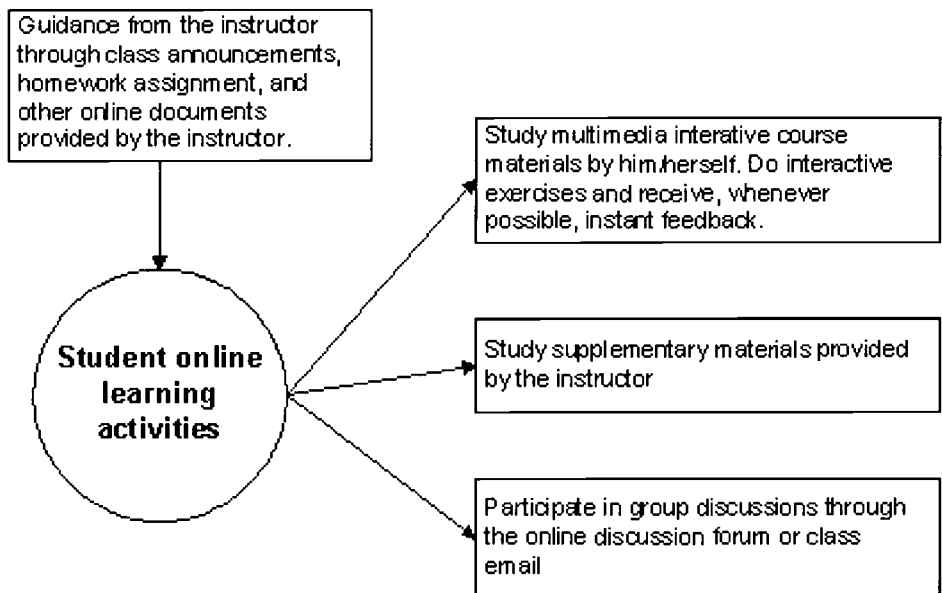 Guidance from the instructor
through class announcements,
homework assignment, and
other online documents
provided by the instructor.
Study multimedia interative course
materials by him/herself. Do interactive
exercises and receive, whenever
possible, instant feedback.
Student online
learning
activities
Study supplementary materials provided
by the instructor
Participate in group discussions through
the online discussion forum or class
email